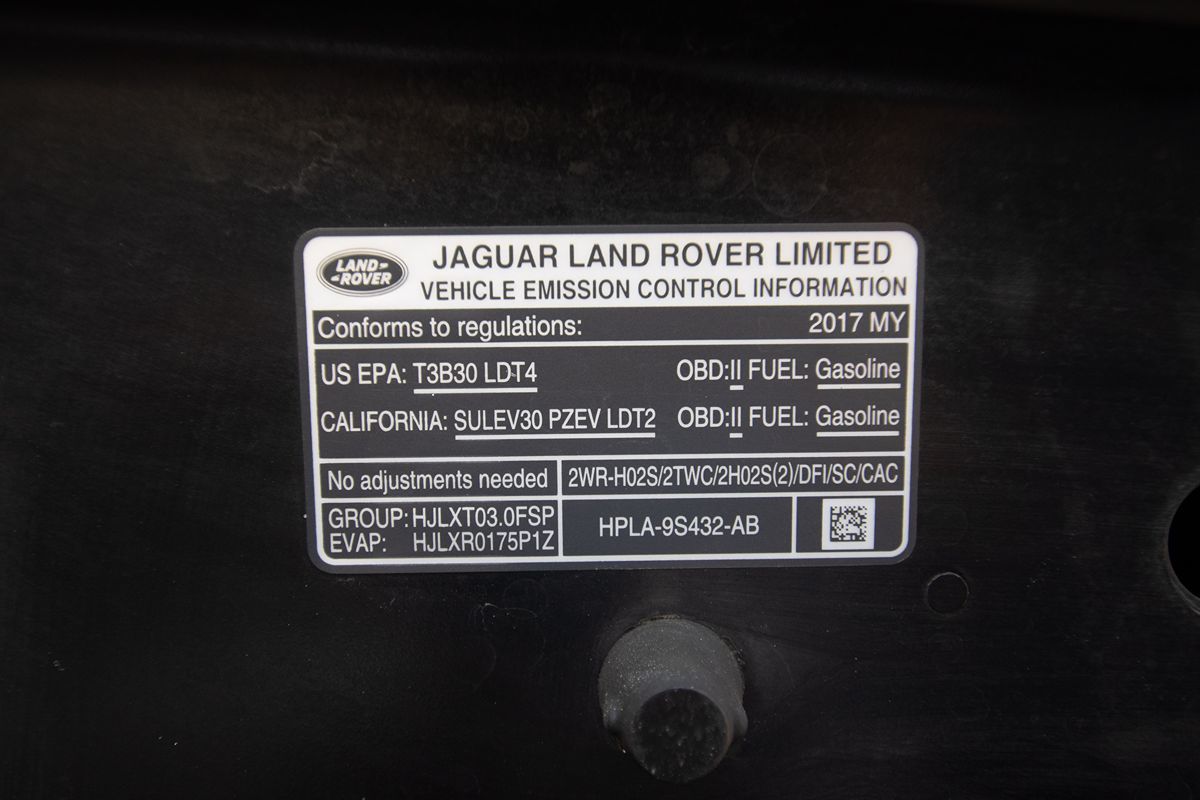 LAND-
-ROVER
JAGUAR LAND ROVER LIMITED
VEHICLE EMISSION CONTROL INFORMATION
Conforms to regulations: 2017 MY
US EPA: T3B30 LDT4 OBD:II FUEL: Gasoline
CALIFORNIA: SULEV30 PZEV LDT2 OBD:II FUEL: Gasoline
No adjustments needed 2WR-HO2S/2TWC/2HO2S(2)/DFI/SC/CAC
GROUP: HJLXT03.0FSP
EVAP: HJLXR0175P1Z
HPLA-9S432-AB